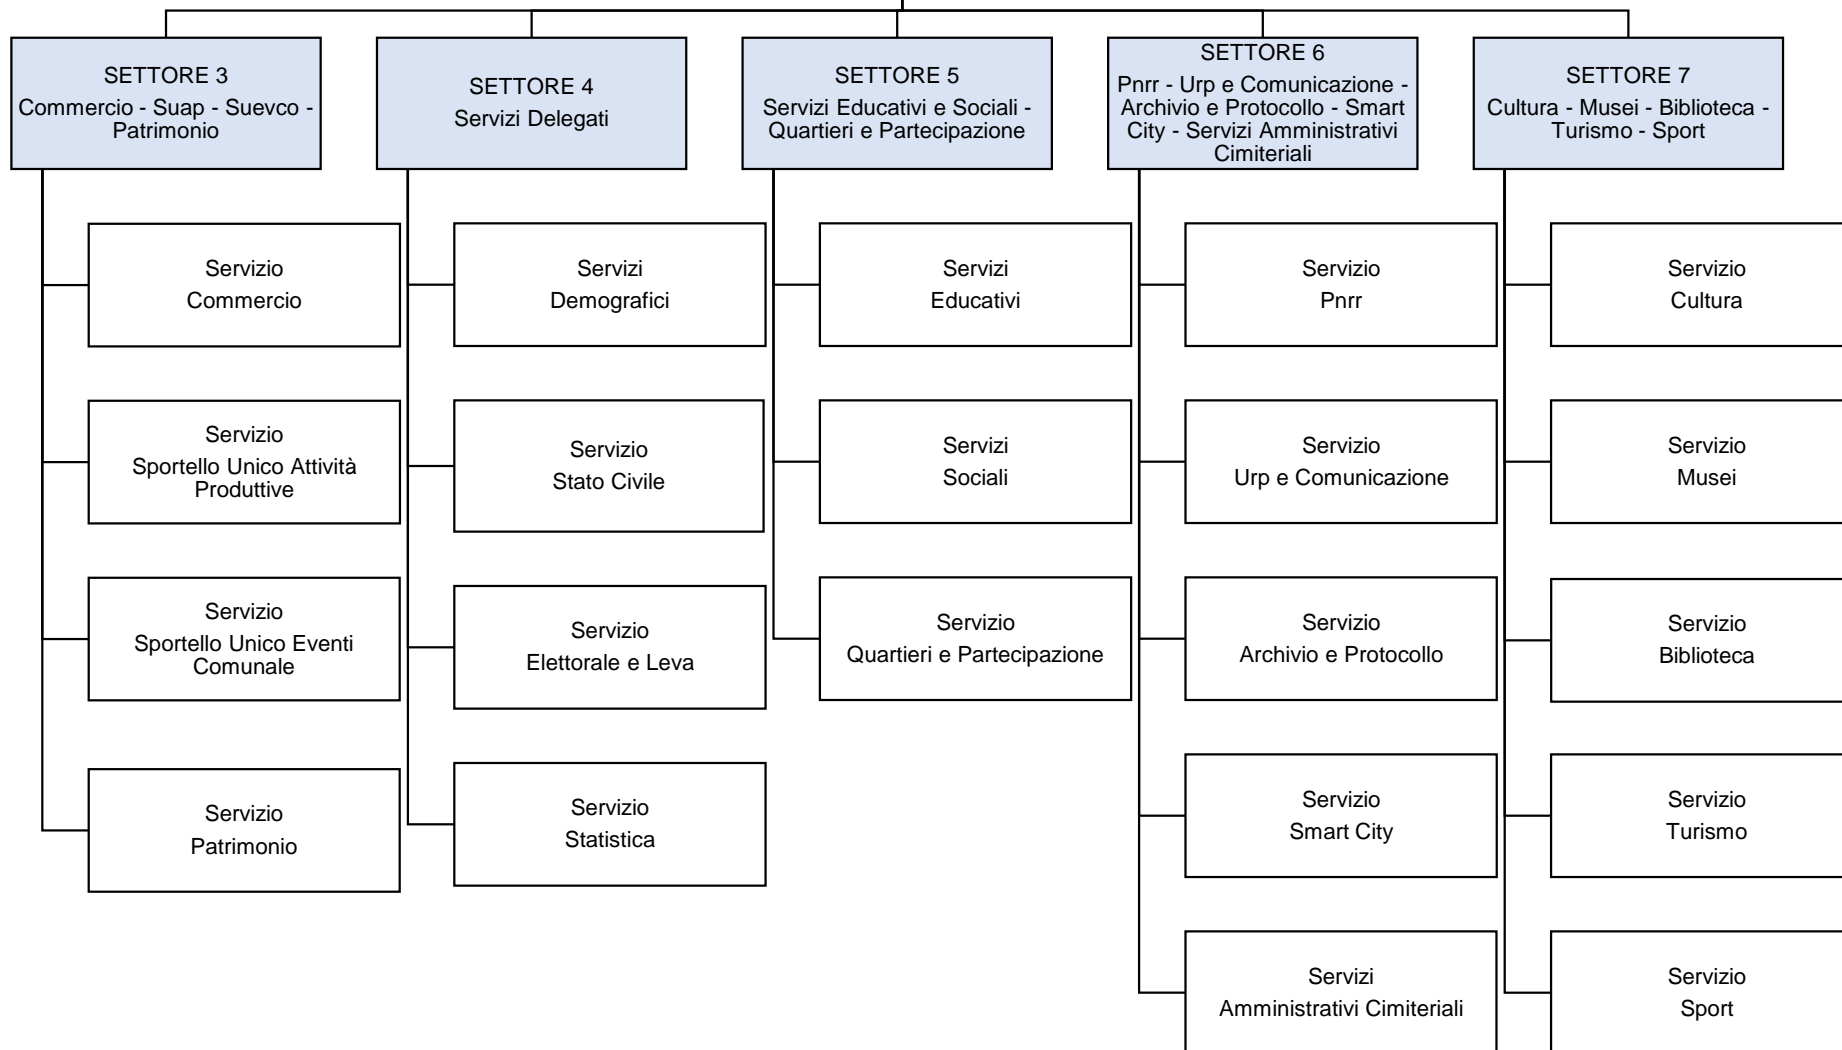 SETTORE 3
Commercio - Suap - Suevco -
Patrimonio
SETTORE 4
Servizi Delegati
SETTORE 5
Servizi Educativi e Sociali -
Quartieri e Partecipazione
SETTORE 6
Pnrr - Urp e Comunicazione -
Archivio e Protocollo - Smart
City - Servizi Amministrativi
Cimiteriali
SETTORE 7
Cultura - Musei - Biblioteca -
Turismo - Sport
Servizio
Commercio
Servizio
Sportello Unico Attività
Produttive
Servizio
Sportello Unico Eventi
Comunale
Servizio
Patrimonio
Servizi
Demografici
Servizio
Stato Civile
Servizio
Elettorale e Leva
Servizio
Statistica
Servizi
Educativi
Servizi
Sociali
Servizio
Quartieri e Partecipazione
Servizio
Pnrr
Servizio
Urp e Comunicazione
Servizio
Archivio e Protocollo
Servizio
Smart City
Servizi
Amministrativi Cimiteriali
Servizio
Cultura
Servizio
Musei
Servizio
Biblioteca
Servizio
Turismo
Servizio
Sport